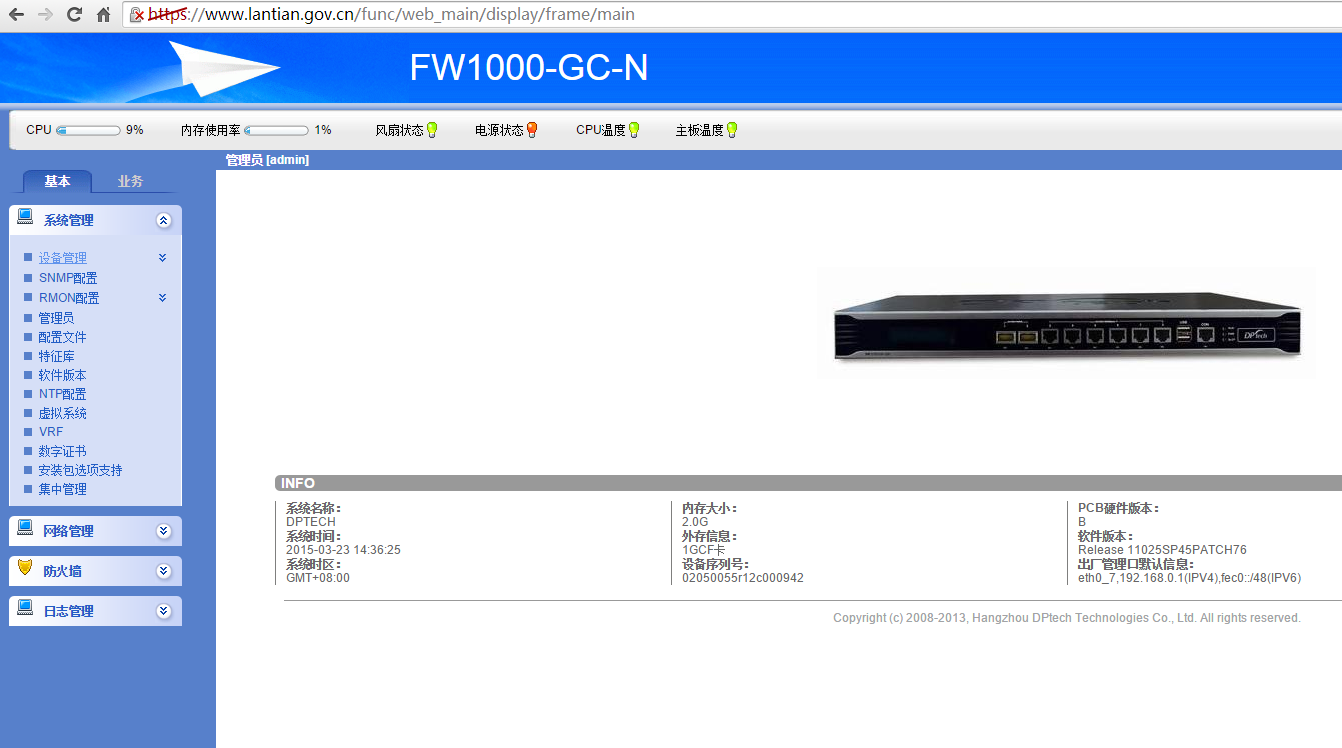 https://www.lantian.gov.cn/func/web_main/display/frame/main
FW1000-GC-N
CPU 9% 内存使用率 1% 风扇状态 电源状态 CPU温度 主板温度
管理员 [admin]
基本 业务
系统管理
设备管理
SNMP配置
RMON配置
管理员
配置文件
特征库
软件版本
NTP配置
虚拟系统
VRF
数字证书
安装包选项支持
集中管理
网络管理
防火墙
日志管理
DPtech
INFO
系统名称：
DPTECH
系统时间：
2015-03-23 14:36:25
系统时区：
GMT+08:00
内存大小：
2.0G
外存信息：
1GCF卡
设备序列号：
02050055r12c000942
PCB硬件版本：
B
软件版本：
Release 11025SP45PATCH76
出厂管理口默认信息：
eth0_7,192.168.0.1(IPV4),fec0::/48(IPV6)
Copyright (c) 2008-2013, Hangzhou DPtech Technologies Co., Ltd. All rights reserved.